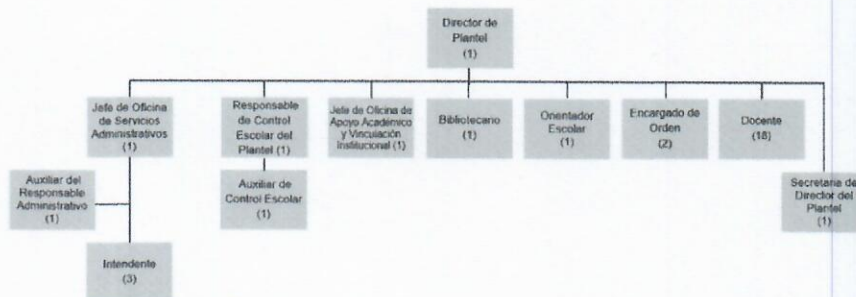 Director de
Plantel
(1)
Jefe de Oficina
de Servicios
Administrativos
(1)
Responsable
de Control
Escolar del
Plantel (1)
Jefe de Oficina de
Apoyo Académico
y Vinculación
Institucional (1)
Bibliotecario
(1)
Orientador
Escolar
(1)
Encargado de
Orden
(2)
Docente
(18)
Auxiliar del
Responsable
Administrativo
(1)
Auxiliar de
Control Escolar
(1)
Secretaria del
Director del
Plantel
(1)
Intendente
(3)